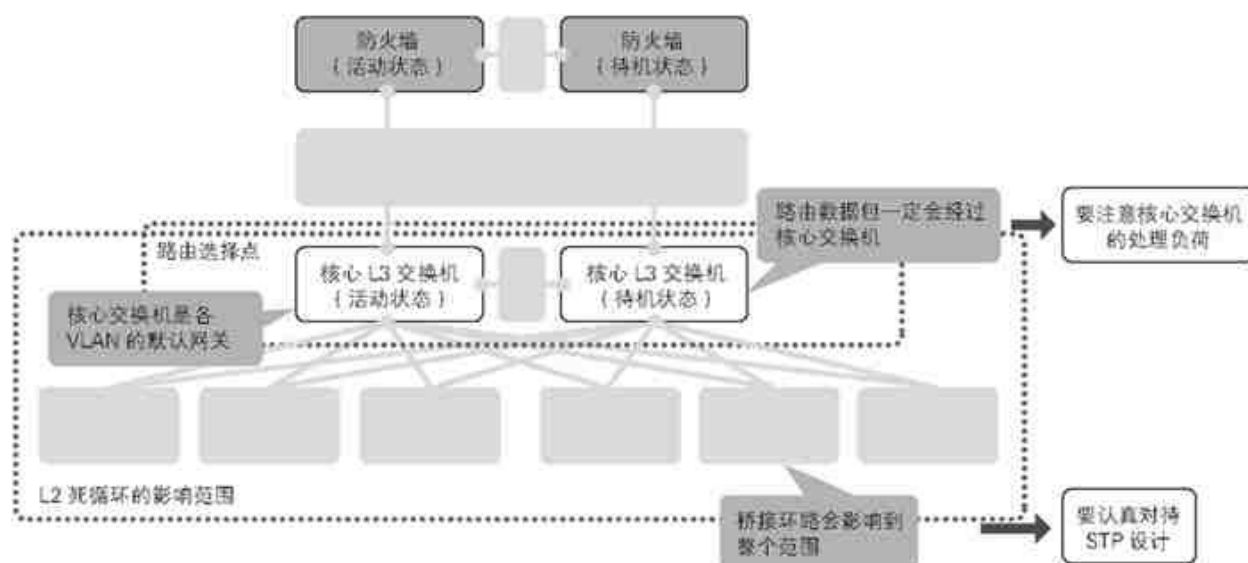 防火墙
（活动状态）
防火墙
（待机状态）
路由数据包一定会经过
核心交换机
要注意核心交换机
的处理负荷
路由选择点
核心 L3 交换机
（活动状态）
核心 L3 交换机
（待机状态）
核心交换机是各
VLAN 的默认网关
L2 死循环的影响范围
桥接环路会影响到
整个范围
要认真对待
STP 设计